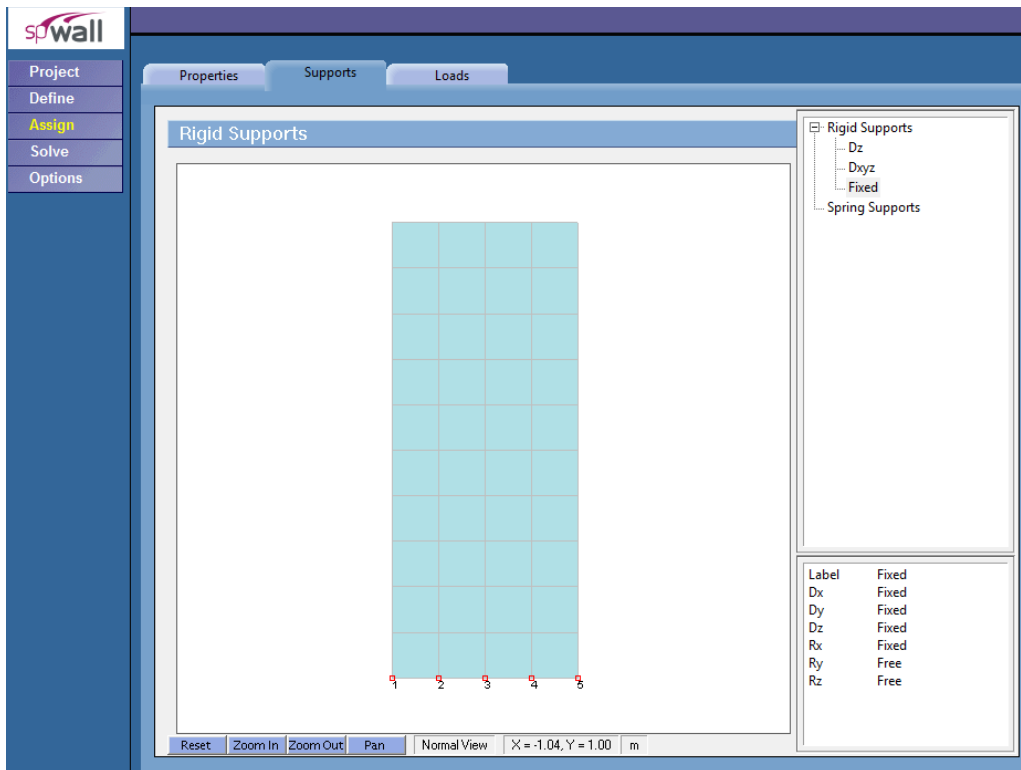 spwall
Project
Define
Assign
Solve
Options
Properties Supports Loads
Rigid Supports
1 2 3 4 5
Reset Zoom In Zoom Out Pan Normal View X = -1.04, Y = 1.00 m
Rigid Supports
Dz
Dxyz
Fixed
Spring Supports
Label Fixed
Dx Fixed
Dy Fixed
Dz Fixed
Rx Fixed
Ry Free
Rz Free